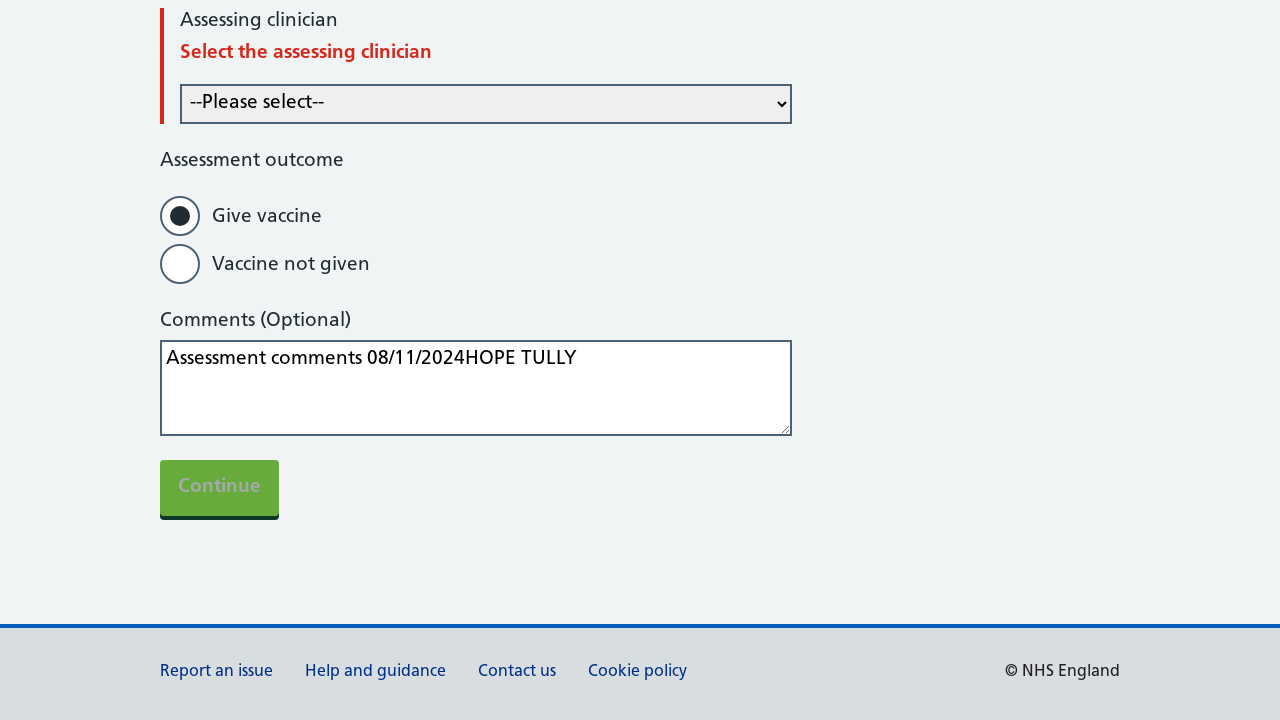 Assessing clinician
Select the assessing clinician
--Please select--
Assessment outcome
Give vaccine
Vaccine not given
Comments (Optional)
Assessment comments 08/11/2024HOPE TULLY
Continue
Report an issue Help and guidance Contact us Cookie policy © NHS England